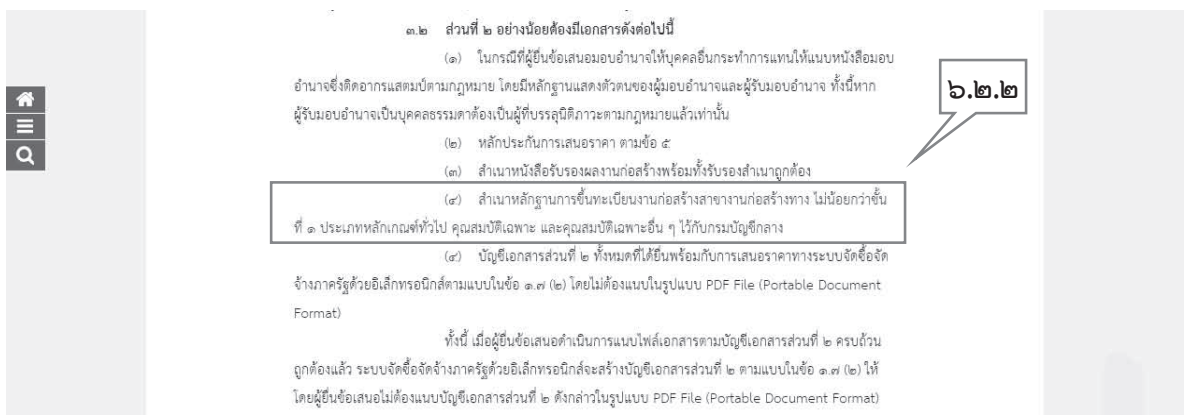 ๓.๒ ส่วนที่ ๒ อย่างน้อยต้องมีเอกสารดังต่อไปนี้
(๑) ในกรณีที่ผู้ยื่นข้อเสนอมอบอำนาจให้บุคคลอื่นกระทำการแทนให้แนบหนังสือมอบ
อำนาจซึ่งติดอากรแสตมป์ตามกฎหมาย โดยมีหลักฐานแสดงตัวตนของผู้มอบอำนาจและผู้รับมอบอำนาจ ทั้งนี้หาก
ผู้รับมอบอำนาจเป็นบุคคลธรรมดาต้องเป็นผู้ที่บรรลุนิติภาวะตามกฎหมายแล้วเท่านั้น
๖.๒.๒
(๒) หลักประกันการเสนอราคา ตามข้อ ๕
(๓) สำเนาหนังสือรับรองผลงานก่อสร้างพร้อมทั้งรับรองสำเนาถูกต้อง
(๔) สำเนาหลักฐานการขึ้นทะเบียนงานก่อสร้างสาขางานก่อสร้างทาง ไม่น้อยกว่าชั้น
ที่ ๑ ประเภทหลักเกณฑ์ทั่วไป คุณสมบัติเฉพาะ และคุณสมบัติเฉพาะอื่น ๆ ไว้กับกรมบัญชีกลาง
(๔) บัญชีเอกสารส่วนที่ ๒ ทั้งหมดที่ได้ยื่นพร้อมกับการเสนอราคาทางระบบจัดซื้อจัด
จ้างภาครัฐด้วยอิเล็กทรอนิกส์ตามแบบในข้อ ๑.๗ (๒) โดยไม่ต้องแนบในรูปแบบ PDF File (Portable Document
Format)
ทั้งนี้ เมื่อผู้ยื่นข้อเสนอดำเนินการแนบไฟล์เอกสารตามบัญชีเอกสารส่วนที่ ๒ ครบถ้วน
ถูกต้องแล้ว ระบบจัดซื้อจัดจ้างภาครัฐด้วยอิเล็กทรอนิกส์จะสร้างบัญชีเอกสารส่วนที่ ๒ ตามแบบในข้อ ๑.๗ (๒) ให้
โดยผู้ยื่นข้อเสนอไม่ต้องแนบบัญชีเอกสารส่วนที่ ๒ ดังกล่าวในรูปแบบ PDF File (Portable Document Format)